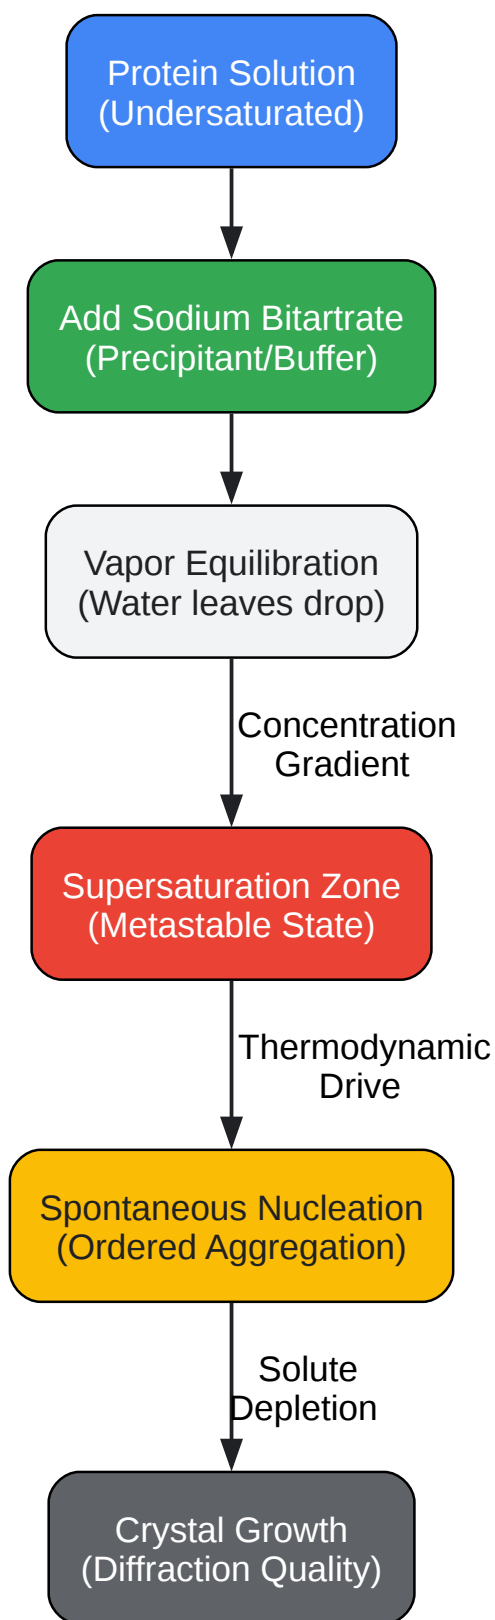 Protein Solution
(Undersaturated)
Add Sodium Bitartrate
(Precipitant/Buffer)
Vapor Equilibration
(Water leaves drop)
Concentration
Gradient
Supersaturation Zone
(Metastable State)
Thermodynamic
Drive
Spontaneous Nucleation
(Ordered Aggregation)
Solute
Depletion
Crystal Growth
(Diffraction Quality)